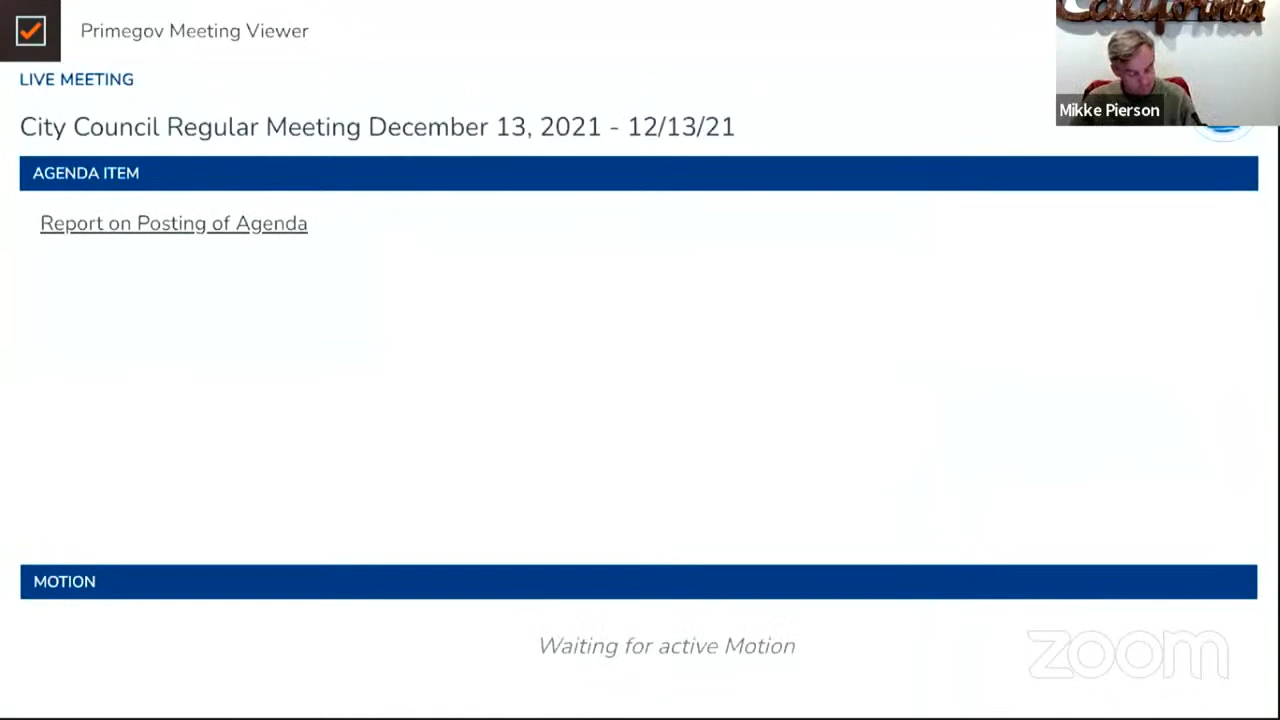 Primegov Meeting Viewer
California
LIVE MEETING
Mikke Pierson
City Council Regular Meeting December 13, 2021 - 12/13/21
AGENDA ITEM
Report on Posting of Agenda
MOTION
Waiting for active Motion
zoom